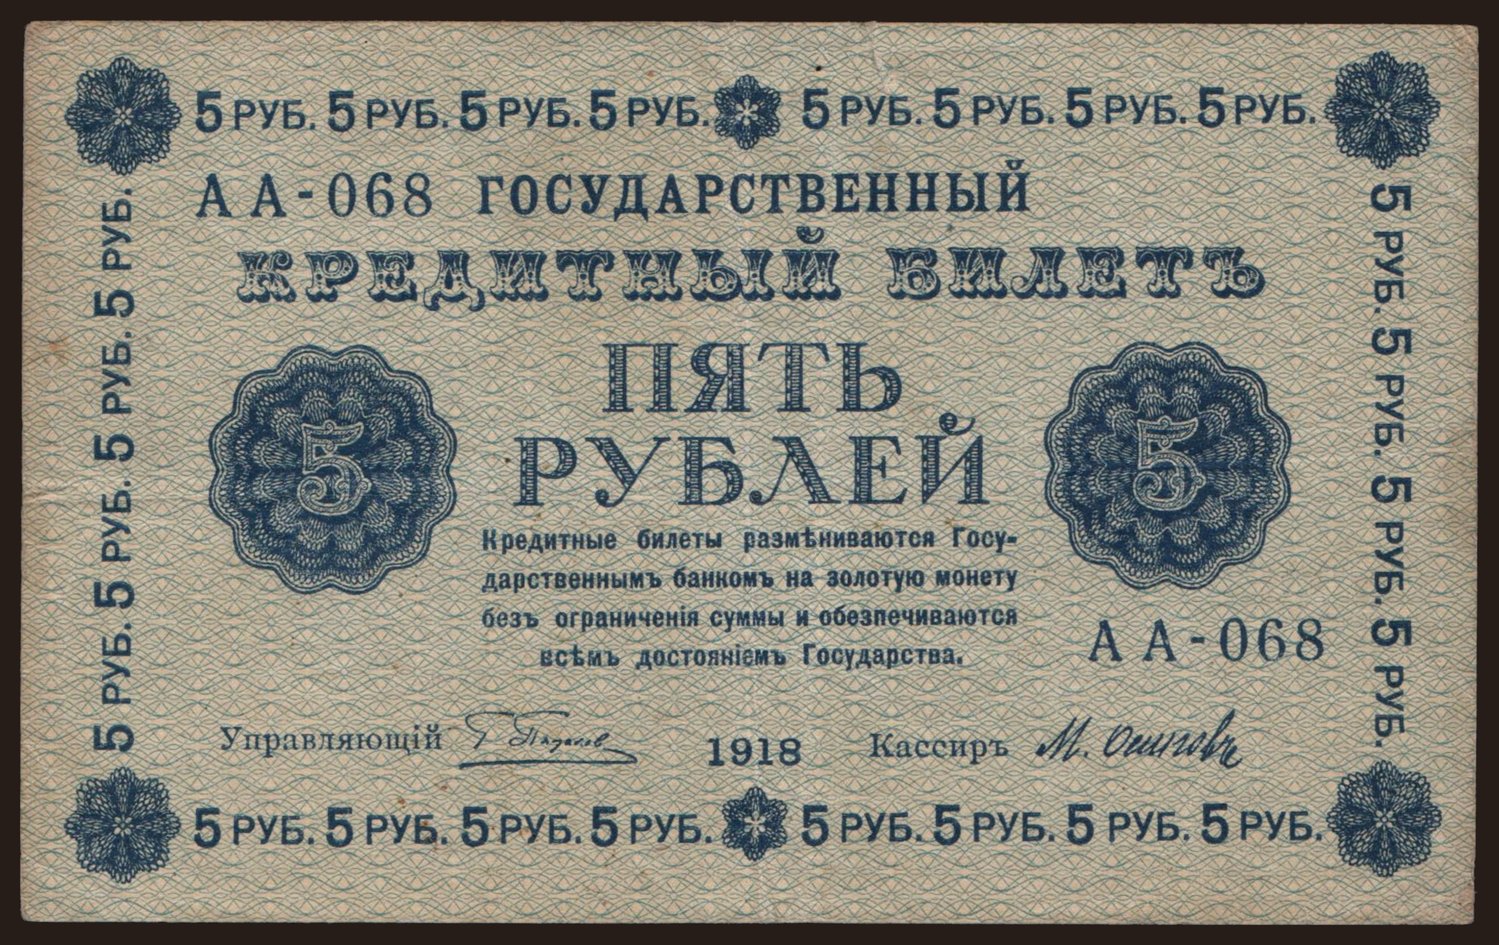 5 РУБ. 5 РУБ. 5 РУБ. 5 РУБ. 5 РУБ. 5 РУБ. 5 РУБ. 5 РУБ.
АА-068 ГОСУДАРСТВЕННЫЙ
КРЕДИТНЫЙ БИЛЕТЪ
5 ПЯТЬ 5
РУБЛЕЙ
Кредитные билеты размѣниваются Госу-
дарственнымъ банкомъ на золотую монету
безъ ограниченія суммы и обезпечиваются
всѣмъ достояніемъ Государства.
АА-068
Управляющій 1918 Кассиръ М. Осиповъ
5 РУБ. 5 РУБ. 5 РУБ. 5 РУБ. 5 РУБ. 5 РУБ. 5 РУБ. 5 РУБ.
5 РУБ. 5 РУБ. 5 РУБ. 5 РУБ.
5 РУБ. 5 РУБ. 5 РУБ. 5 РУБ.